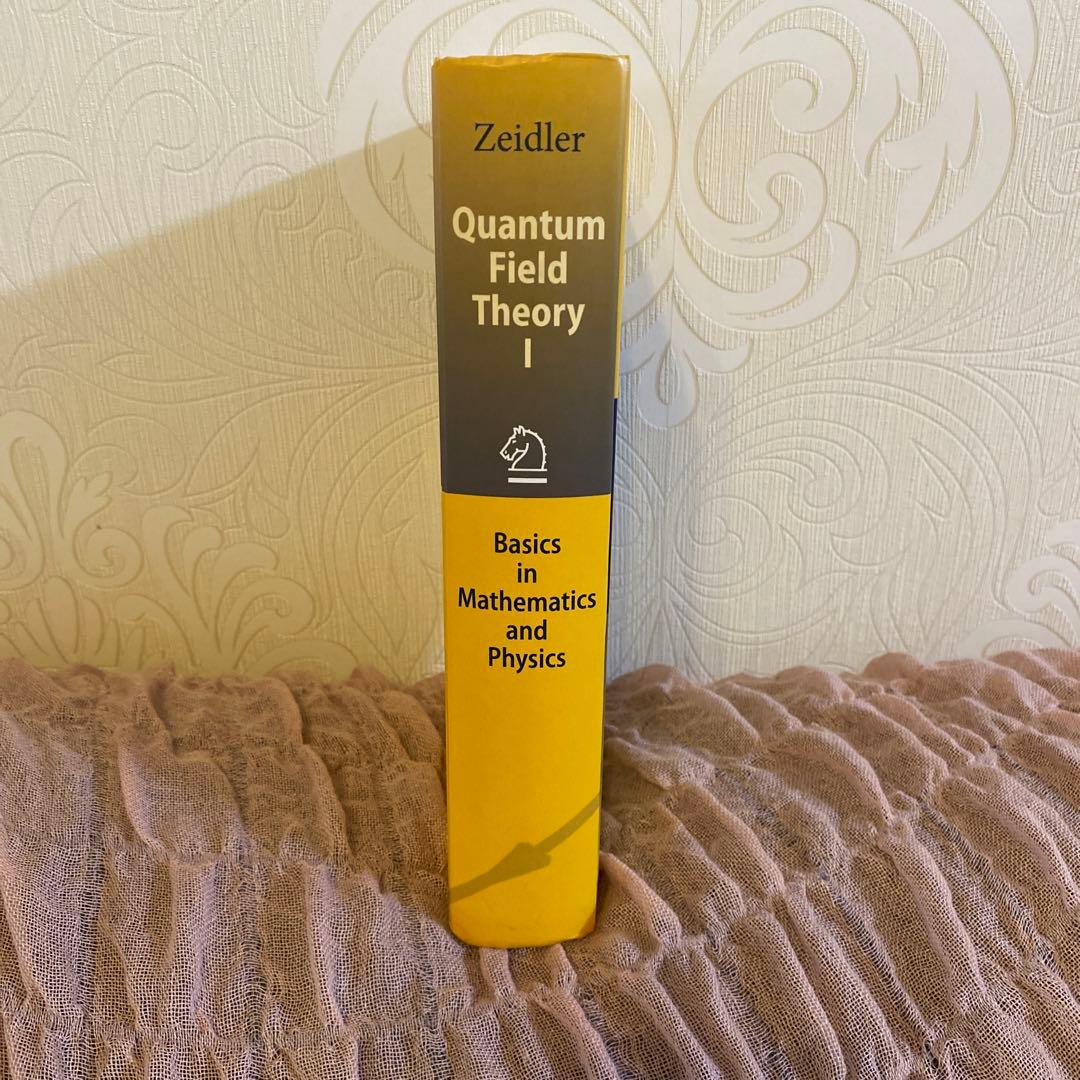 Zeidler
Quantum
Field
Theory
I
Basics
in
Mathematics
and
Physics